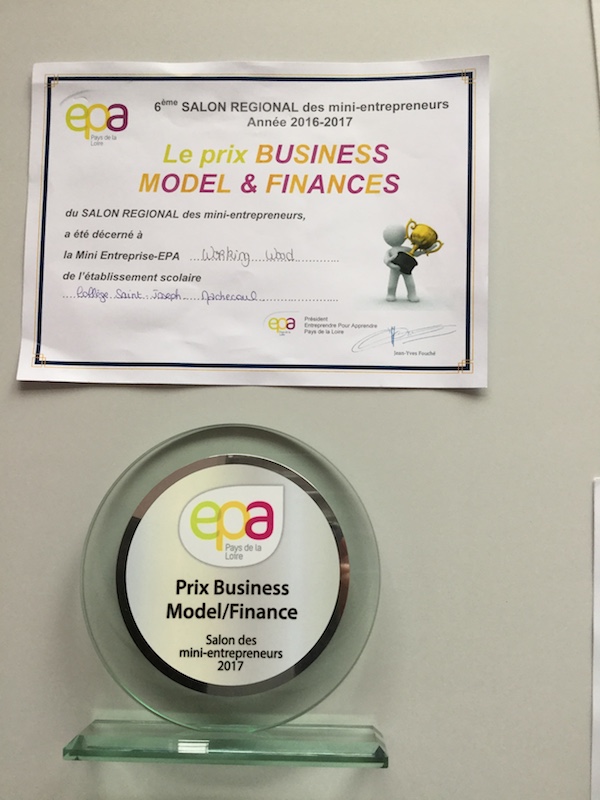 epa
Pays de la
Loire
6ème SALON REGIONAL des mini-entrepreneurs
Année 2016-2017
Le prix BUSINESS
MODEL & FINANCES
du SALON REGIONAL des mini-entrepreneurs,
a été décerné à
la Mini Entreprise-EPA ...Working Wood...
de l'établissement scolaire
Collège Saint Joseph Machecoul
epa
Président
Entreprendre Pour Apprendre
Pays de la Loire
Jean-Yves Fouché
epa
Pays de la
Loire
Prix Business
Model/Finance
Salon des
mini-entrepreneurs
2017